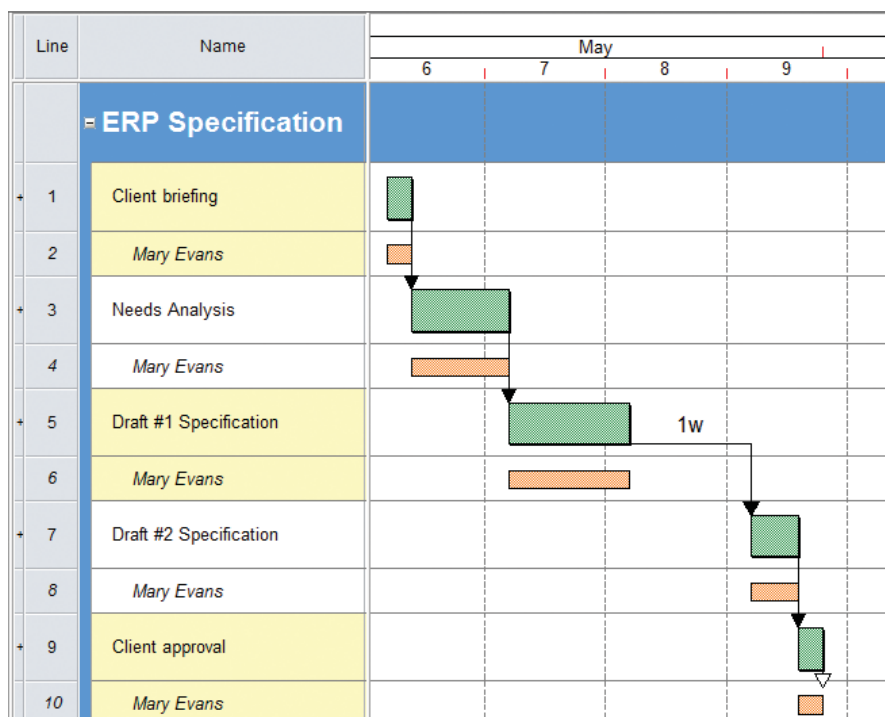 Line Name May
6 7 8 9
ERP Specification
1 Client briefing
2 Mary Evans
3 Needs Analysis
4 Mary Evans
5 Draft #1 Specification 1w
6 Mary Evans
7 Draft #2 Specification
8 Mary Evans
9 Client approval
10 Mary Evans